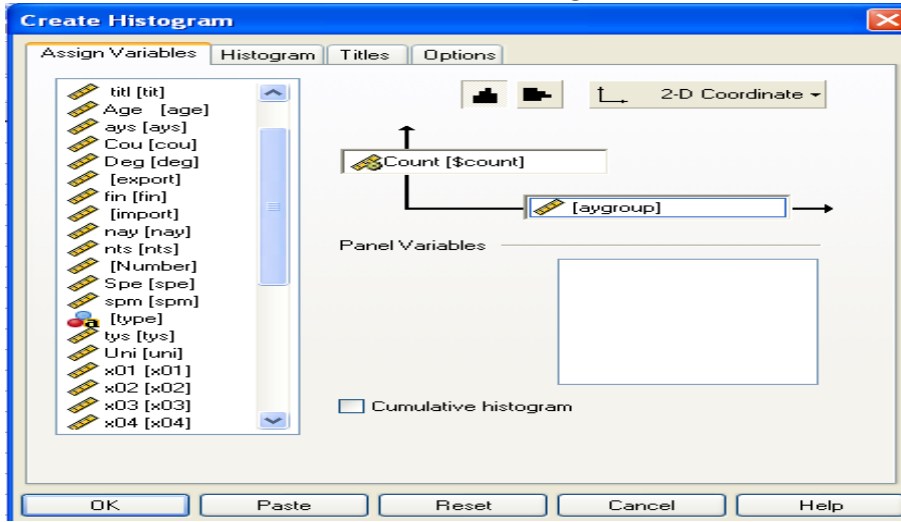 Create Histogram
Assign Variables Histogram Titles Options
titl [tit]
Age [age]
ays [ays]
Cou [cou]
Deg [deg]
[export]
fin [fin]
[import]
nay [nay]
nts [nts]
[Number]
Spe [spe]
spm [spm]
[type]
tys [tys]
Uni [uni]
x01 [x01]
x02 [x02]
x03 [x03]
x04 [x04]
2-D Coordinate
Count [$count]
[aygroup]
Panel Variables
Cumulative histogram
OK Paste Reset Cancel Help